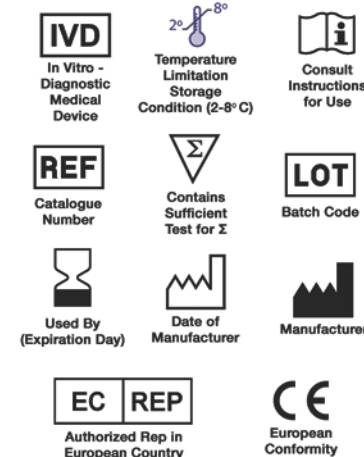 IVD
In Vitro -
Diagnostic
Medical
Device
2° 8°
Temperature
Limitation
Storage
Condition (2-8°C)
i
Consult
Instructions
for Use
REF
Catalogue
Number
Σ
Contains
Sufficient
Test for Σ
LOT
Batch Code
Used By
(Expiration Day)
Date of
Manufacturer
Manufacturer
EC REP
Authorized Rep in
European Country
CE
European
Conformity